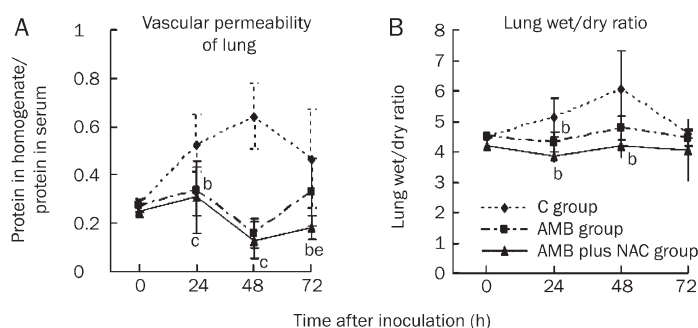 A
Vascular permeability
of lung
Protein in homogenate/
protein in serum
1
0.8
0.6
0.4
0.2
0
b
c
c
be
0 24 48 72
B
Lung wet/dry ratio
Lung wet/dry ratio
8
7
6
5
4
3
2
1
0
b
b
b
b
C group
AMB group
AMB plus NAC group
0 24 48 72
Time after inoculation (h)